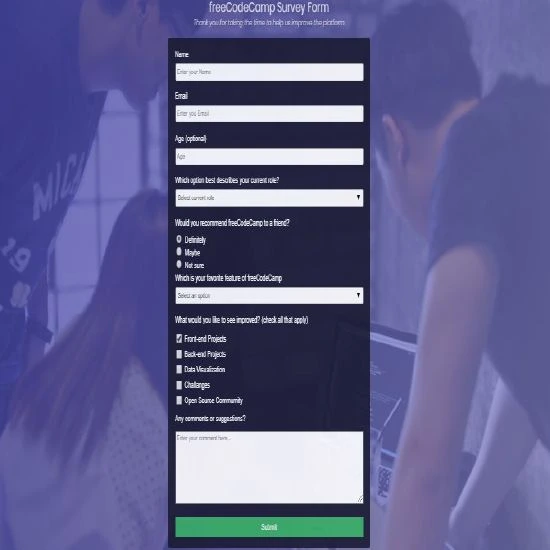 freeCodeCamp Survey Form
Thank you for taking the time to help us improve the platform
Name
Enter your Name
Email
Enter you Email
Age (optional)
Age
Which option best describes your current role?
Select current role
Would you recommend freeCodeCamp to a friend?
Definitely
Maybe
Not sure
Which is your favorite feature of freeCodeCamp
Select an option
What would you like to see improved? (check all that apply)
Front-end Projects
Back-end Projects
Data Visualization
Challenges
Open Source Community
Any comments or suggestions?
Enter your comment here...
Submit